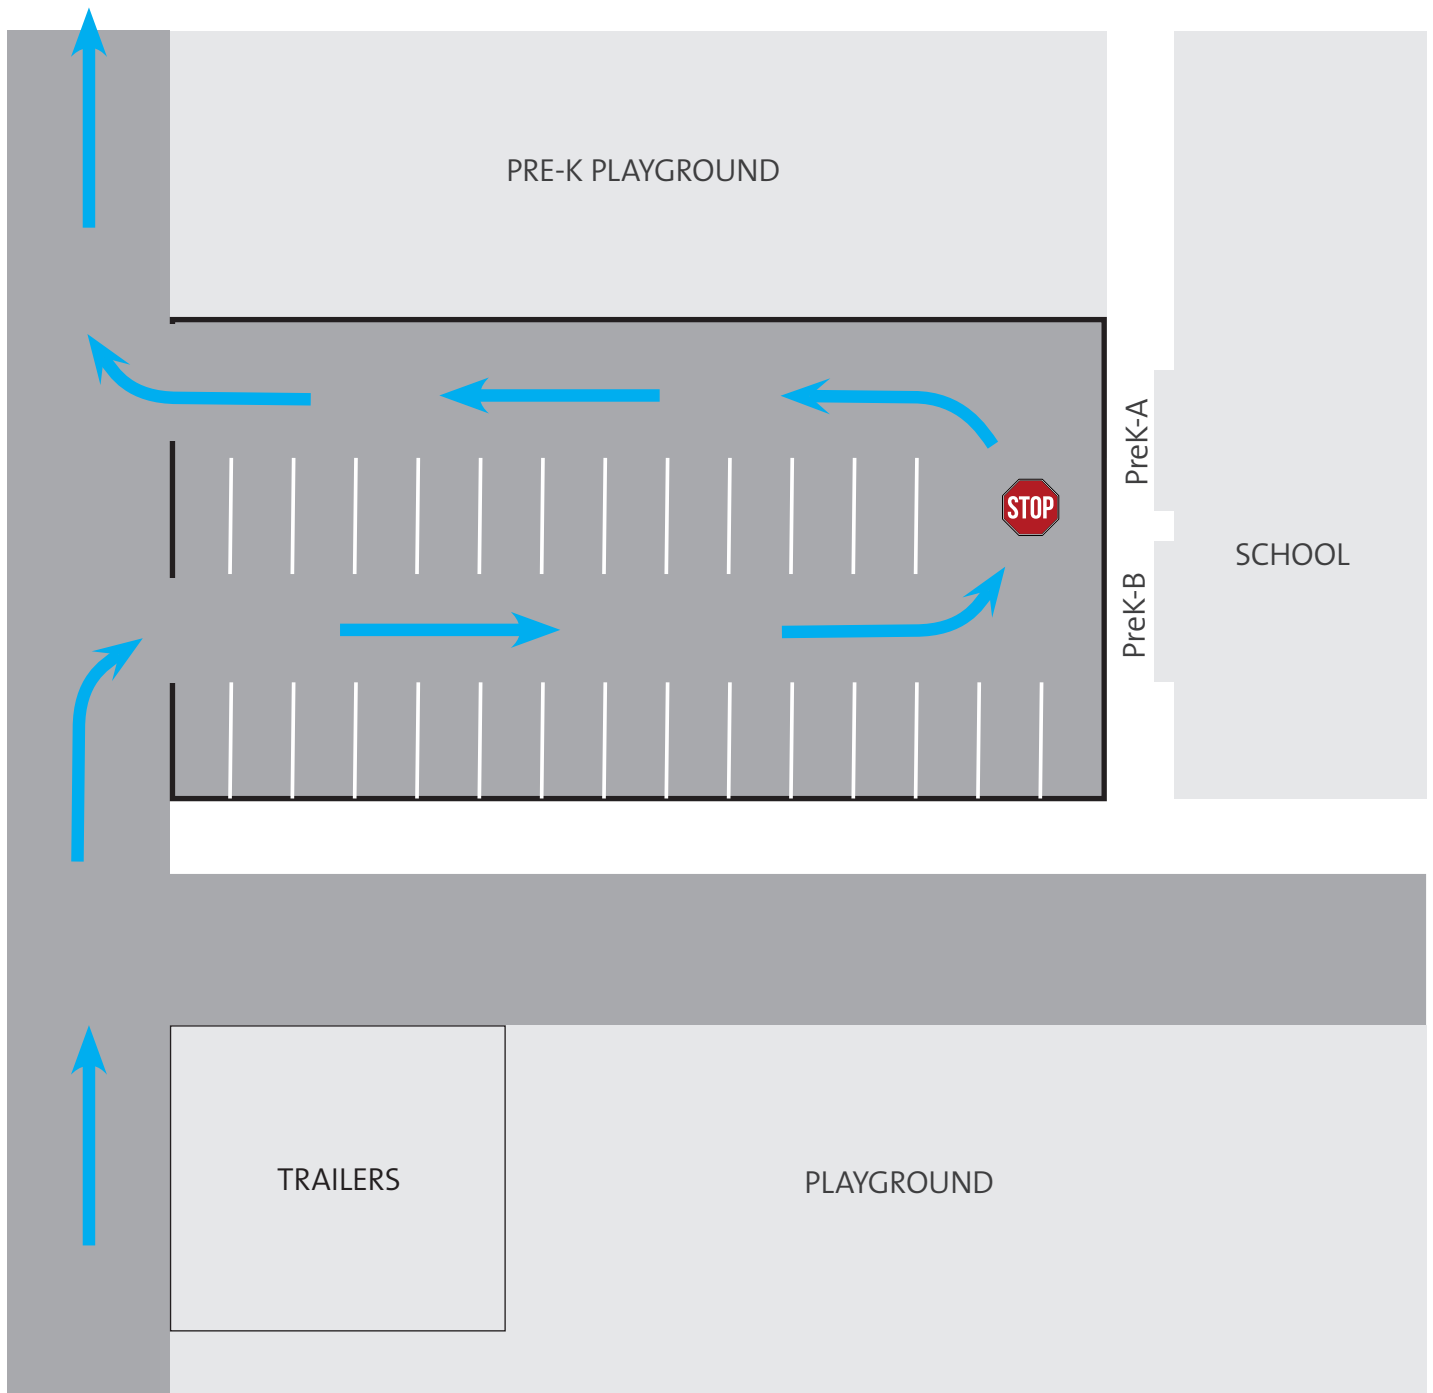 PRE-K PLAYGROUND
PreK-A
STOP
SCHOOL
PreK-B
TRAILERS
PLAYGROUND